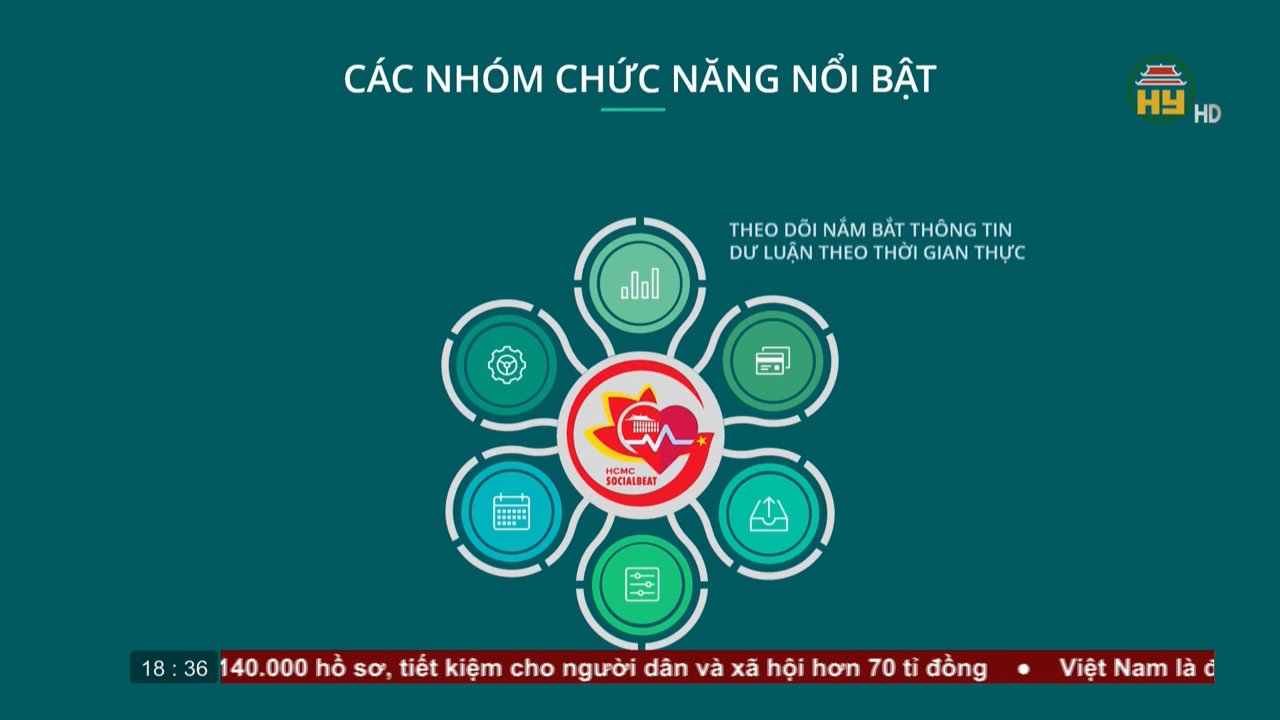 CÁC NHÓM CHỨC NĂNG NỔI BẬT
HY HD
THEO DÕI NẮM BẮT THÔNG TIN
DƯ LUẬN THEO THỜI GIAN THỰC
HCMC
SOCIALBEAT
18 : 36 140.000 hồ sơ, tiết kiệm cho người dân và xã hội hơn 70 tỉ đồng • Việt Nam là